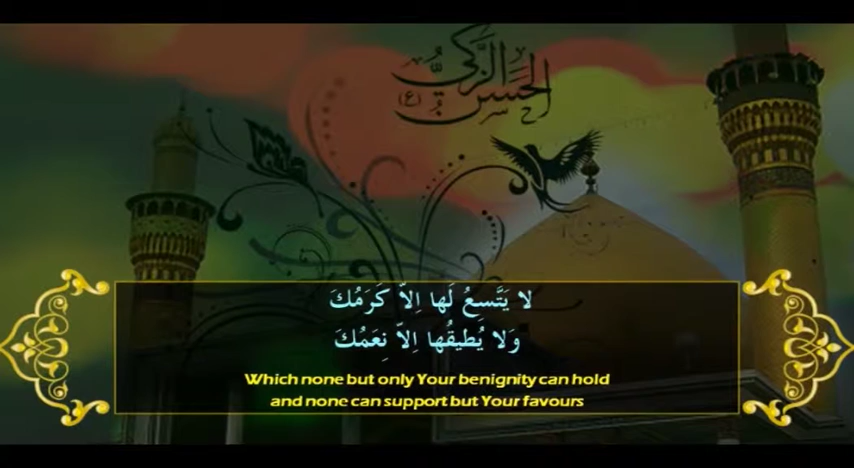 الحسن الزكي (ع)
لا يَتَّسِعُ لَها اِلاّ كَرَمُكَ
وَلا يُطيقُها اِلاّ نِعَمُكَ
Which none but only Your benignity can hold
and none can support but Your favours